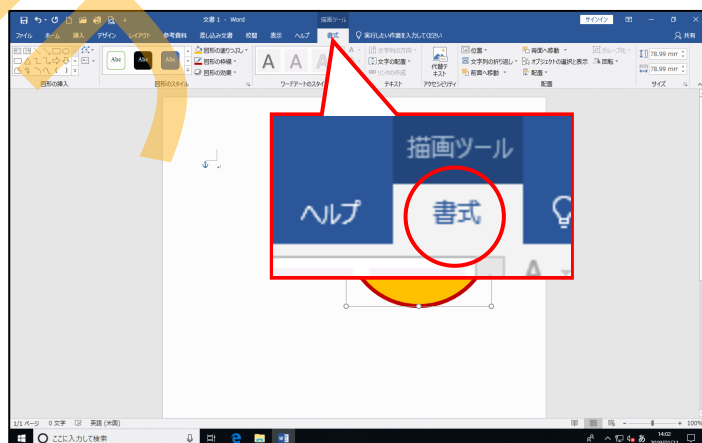 文書 1 - Word
描画ツール
サインイン
ファイル ホーム 挿入 デザイン レイアウト 参考資料 差し込み文書 校閲 表示 ヘルプ 書式 実行したい作業を入力してください 共有
図形の塗りつぶし
図形の枠線
図形の効果
Abc Abc Abc
A A A
文字列の方向
文字の配置
リンクの作成
代替テ
キスト
位置
文字列の折り返し
前面へ移動
背面へ移動
オブジェクトの選択と表示
配置
グループ化
回転
78.99 mm
78.99 mm
図形の挿入 図形のスタイル ワードアートのスタイル テキスト アクセシビリティ 配置 サイズ
描画ツール
ヘルプ 書式
A
1/1 ページ 0 文字 英語 (米国) 100%
ここに入力して検索
あ 14:02